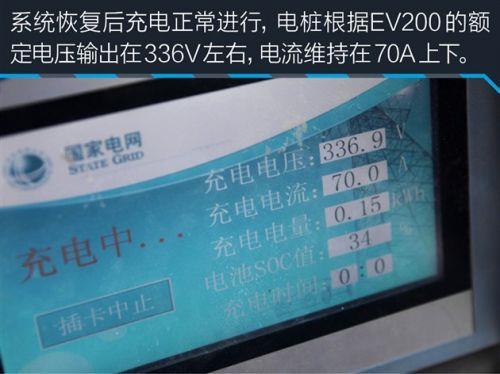 系统恢复后充电正常进行, 电桩根据EV200的额
定电压输出在336V左右, 电流维持在70A上下。
国家电网
STATE GRID
充电电压: 336.9 V
充电电流: 70.0 A
充电电量: 0.15 kWh
充电中...
电池SOC值: 34 %
充电时间: 0 : 0
插卡中止